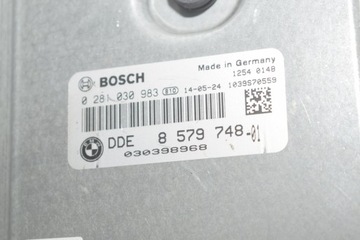 Made in Germany
BOSCH
1254 0148
0 281 030 983 810 14-05-24
1039S70559
DDE 8 579 748-01
030398968